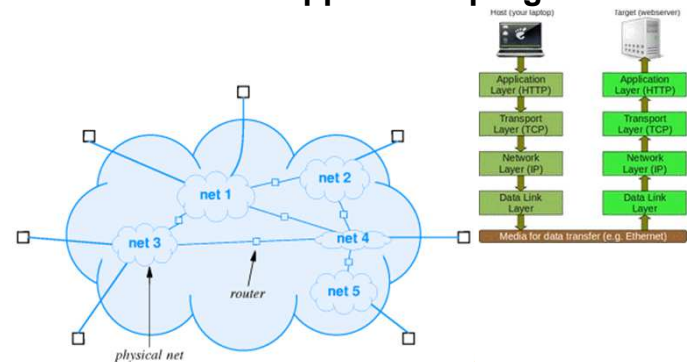 Host (your laptop)
Target (webserver)
Application
Layer (HTTP)
Application
Layer (HTTP)
Transport
Layer (TCP)
Transport
Layer (TCP)
Network
Layer (IP)
Network
Layer (IP)
Data Link
Layer
Data Link
Layer
Media for data transfer (e.g. Ethernet)
net 1
net 2
net 3
net 4
net 5
router
physical net